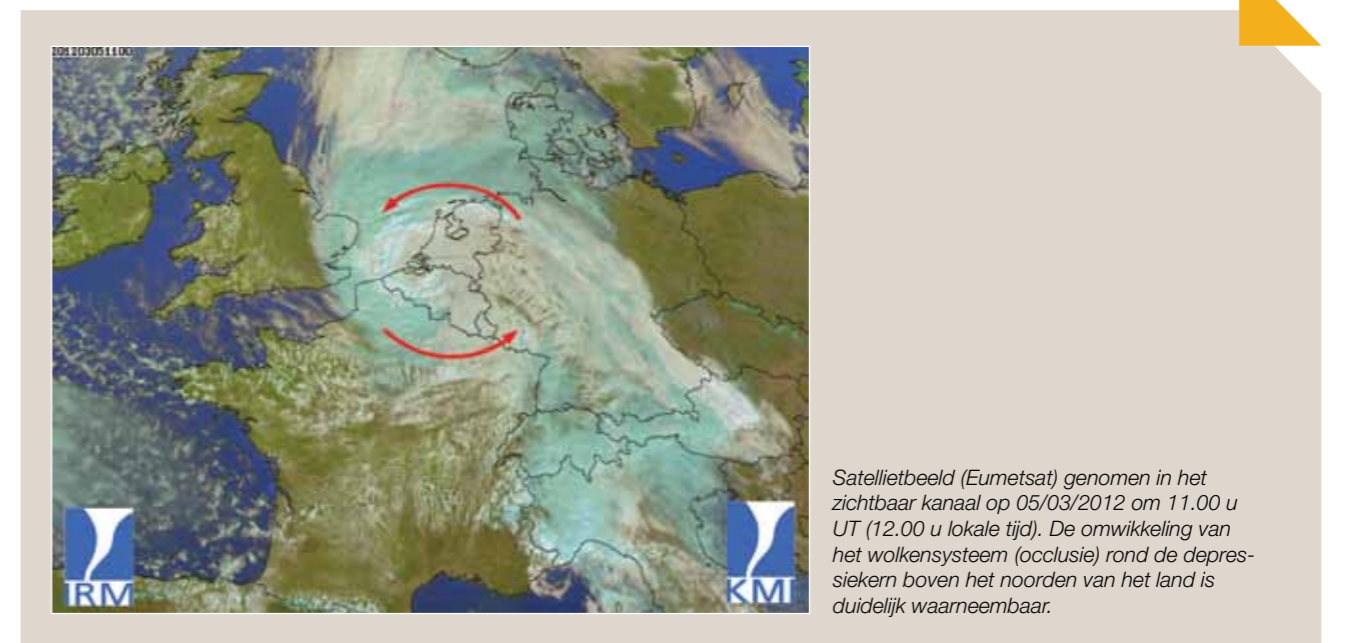 201203051100
IRM
KMI
Satellietbeeld (Eumetsat) genomen in het
zichtbaar kanaal op 05/03/2012 om 11.00 u
UT (12.00 u lokale tijd). De omwikkeling van
het wolkensysteem (occlusie) rond de depres-
siekern boven het noorden van het land is
duidelijk waarneembaar.